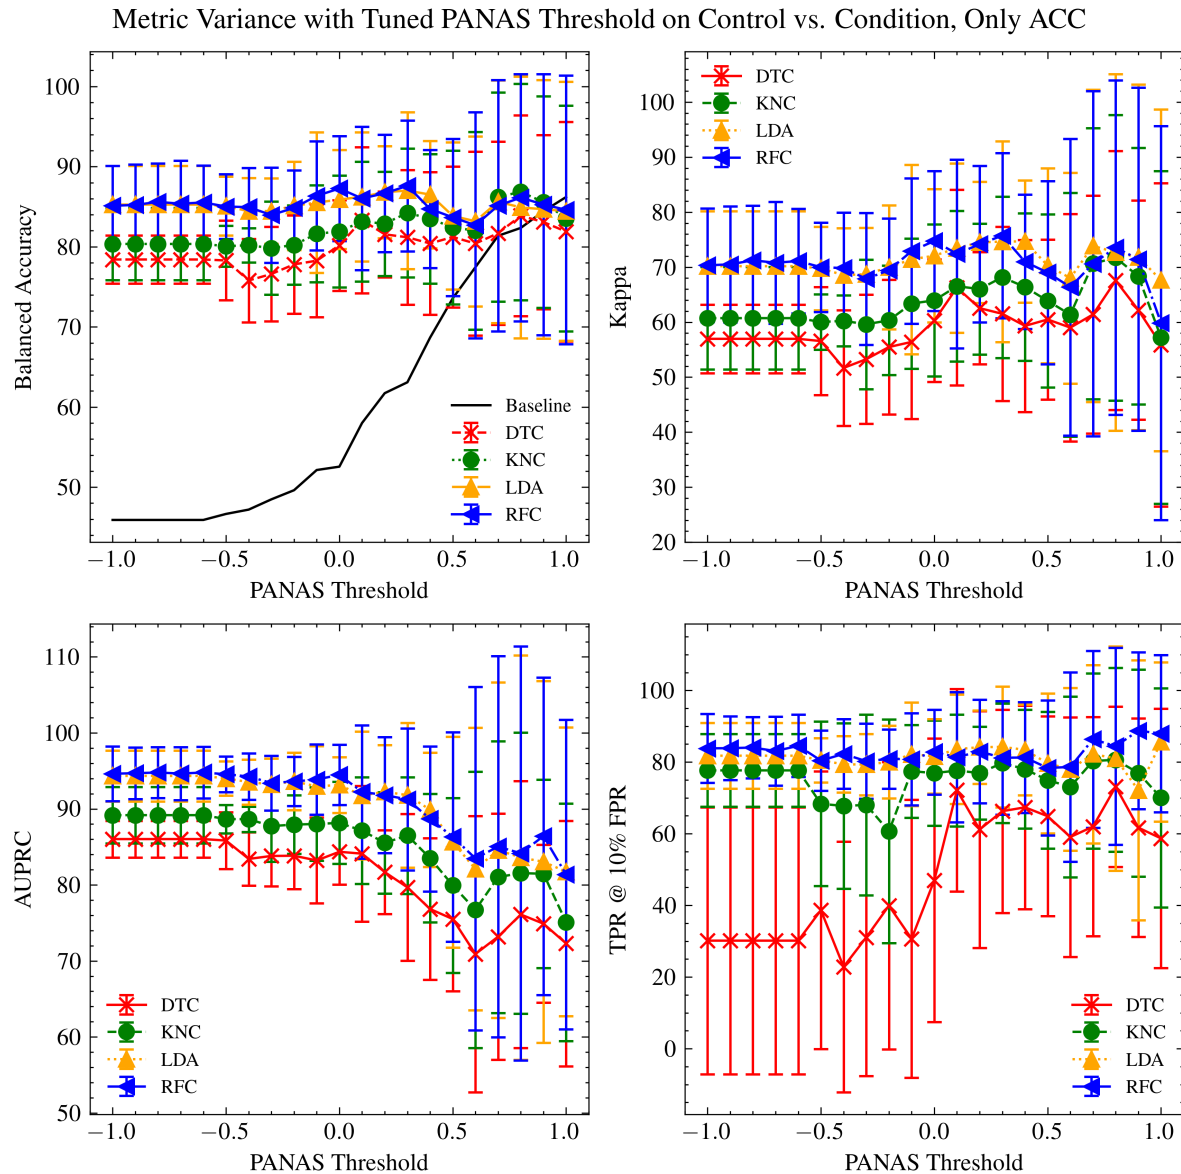 Metric Variance with Tuned PANAS Threshold on Control vs. Condition, Only ACC
Balanced Accuracy
100
90
80
70
60
50
−1.0 −0.5 0.0 0.5 1.0
PANAS Threshold
Baseline
DTC
KNC
LDA
RFC
Kappa
100
90
80
70
60
50
40
30
20
−1.0 −0.5 0.0 0.5 1.0
PANAS Threshold
DTC
KNC
LDA
RFC
AUPRC
110
100
90
80
70
60
50
−1.0 −0.5 0.0 0.5 1.0
PANAS Threshold
DTC
KNC
LDA
RFC
TPR @ 10% FPR
100
80
60
40
20
0
−1.0 −0.5 0.0 0.5 1.0
PANAS Threshold
DTC
KNC
LDA
RFC